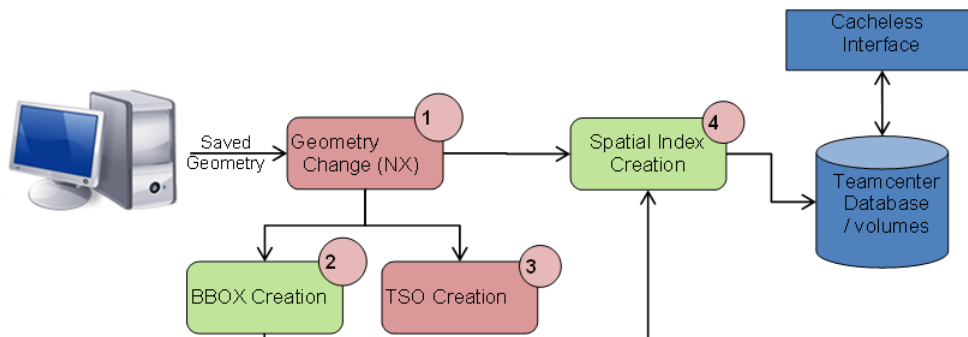 Cacheless
Interface
Saved
Geometry
1
Geometry
Change (NX)
4
Spatial Index
Creation
Teamcenter
Database
/ volumes
2
BBOX Creation
3
TSO Creation